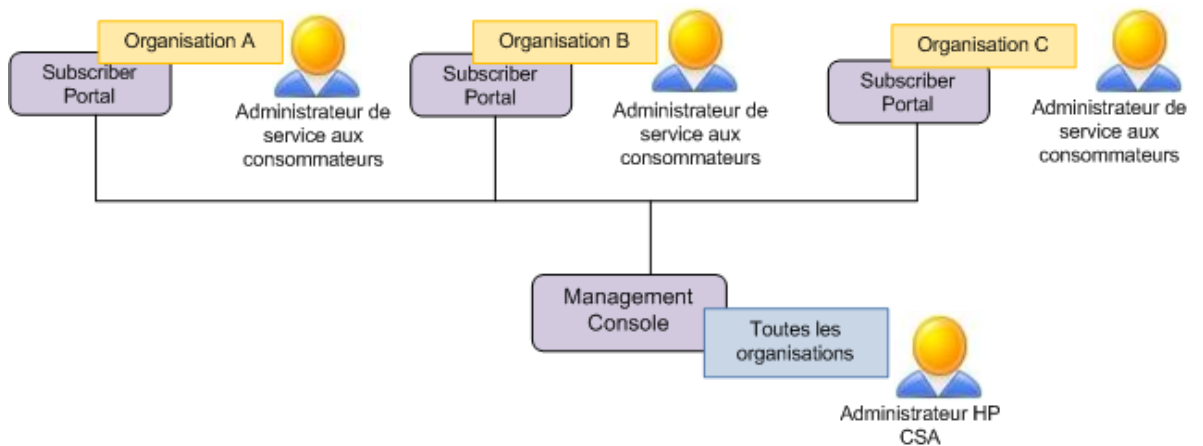 Organisation A
Subscriber
Portal
Administrateur de
service aux
consommateurs
Organisation B
Subscriber
Portal
Administrateur de
service aux
consommateurs
Organisation C
Subscriber
Portal
Administrateur de
service aux
consommateurs
Management
Console
Toutes les
organisations
Administrateur HP
CSA